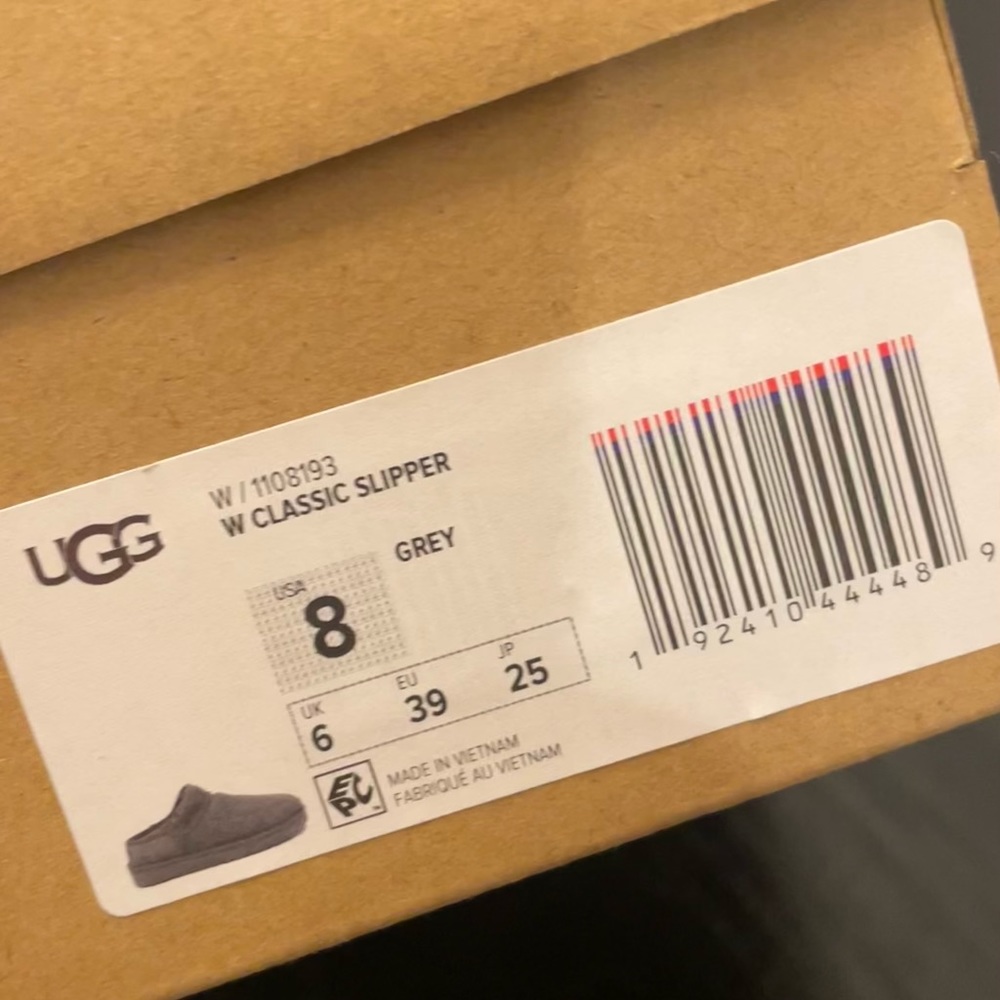 UGG
W / 1108193
W CLASSIC SLIPPER
GREY
USA
8
UK EU JP
6 39 25
EPC
MADE IN VIETNAM
FABRIQUÉ AU VIETNAM
1 92410 44448 9